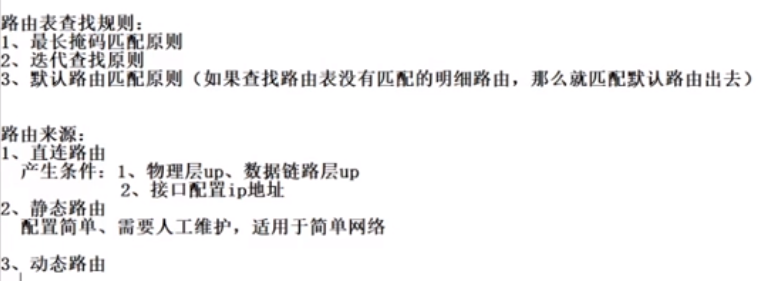 路由表查找规则：
1、最长掩码匹配原则
2、迭代查找原则
3、默认路由匹配原则（如果查找路由表没有匹配的明细路由，那么就匹配默认路由出去）
路由来源：
1、直连路由
产生条件：1、物理层up、数据链路层up
2、接口配置ip地址
2、静态路由
配置简单、需要人工维护，适用于简单网络
3、动态路由